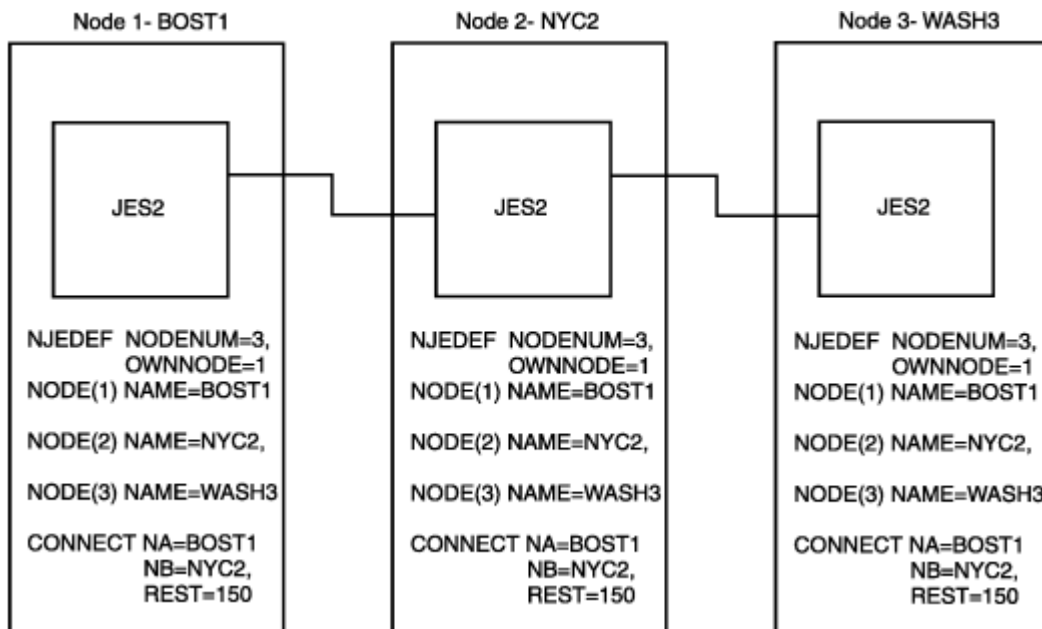 Node 1- BOST1
JES2
NJEDEF NODENUM=3,
OWNNODE=1
NODE(1) NAME=BOST1
NODE(2) NAME=NYC2,
NODE(3) NAME=WASH3
CONNECT NA=BOST1
NB=NYC2,
REST=150
Node 2- NYC2
JES2
NJEDEF NODENUM=3,
OWNNODE=1
NODE(1) NAME=BOST1
NODE(2) NAME=NYC2,
NODE(3) NAME=WASH3
CONNECT NA=BOST1
NB=NYC2,
REST=150
Node 3- WASH3
JES2
NJEDEF NODENUM=3,
OWNNODE=1
NODE(1) NAME=BOST1
NODE(2) NAME=NYC2,
NODE(3) NAME=WASH3
CONNECT NA=BOST1
NB=NYC2,
REST=150